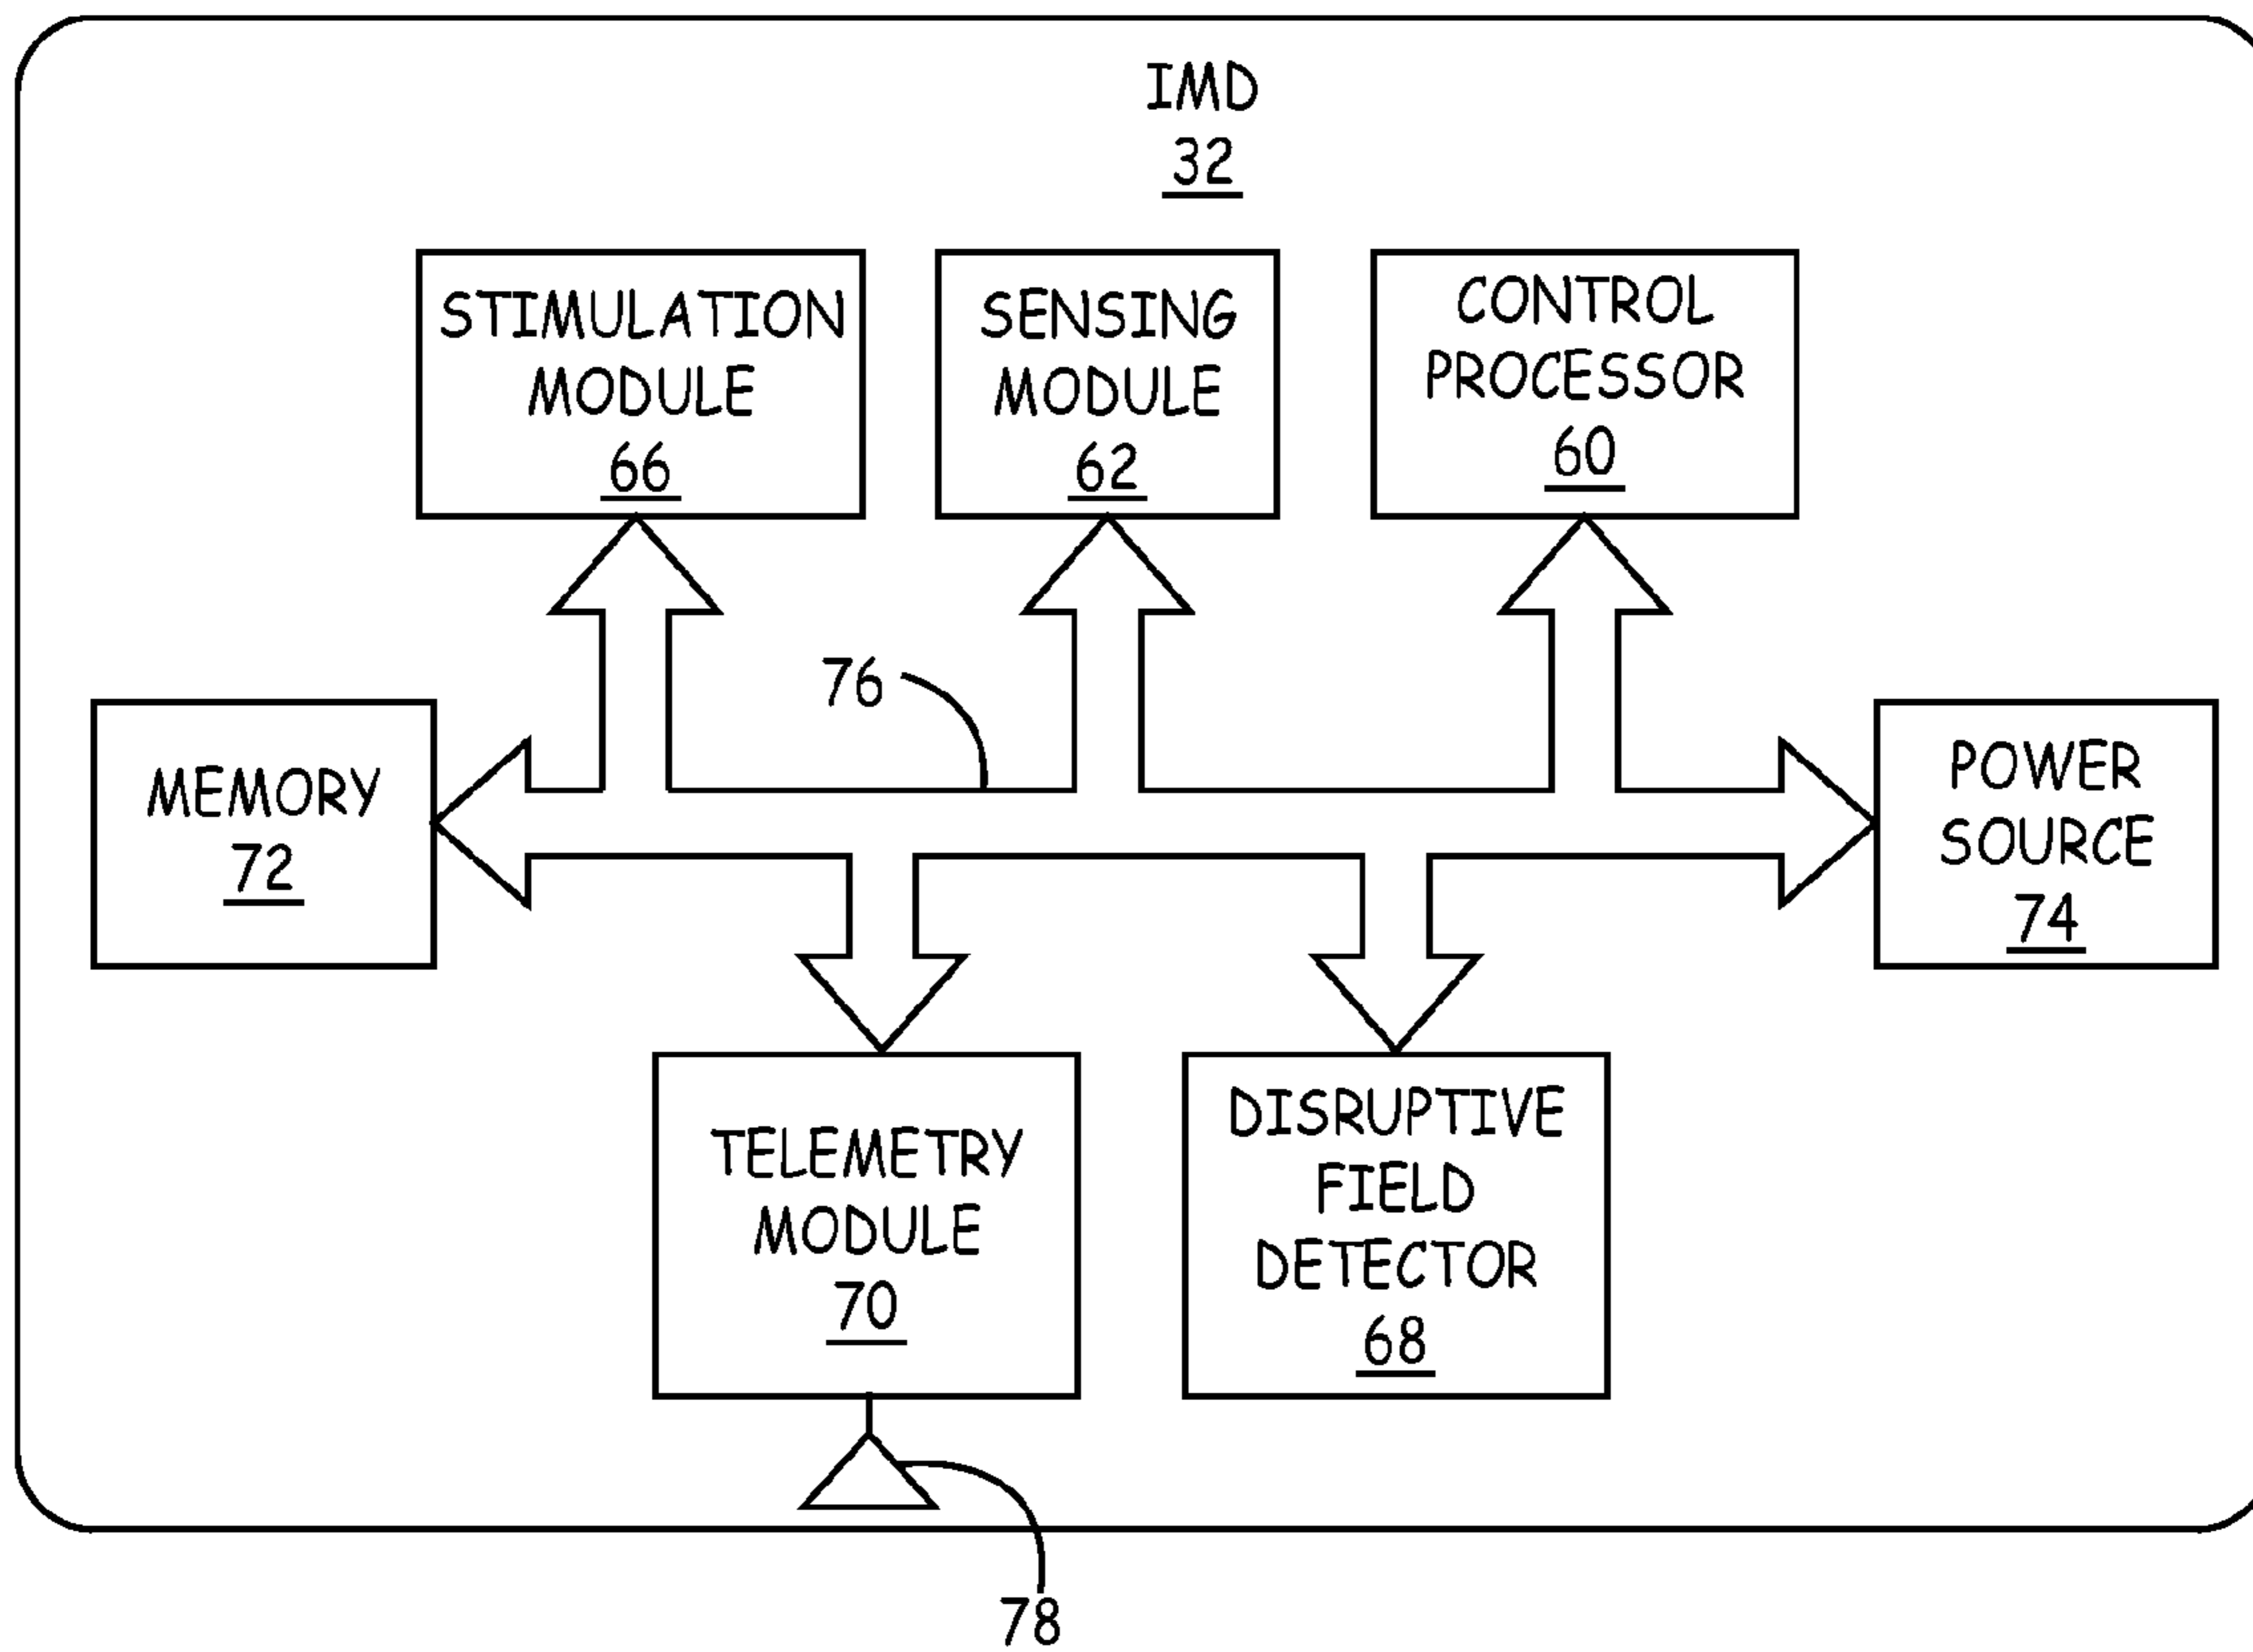 IMD
32
STIMULATION
MODULE
66
SENSING
MODULE
62
CONTROL
PROCESSOR
60
76
MEMORY
72
POWER
SOURCE
74
TELEMETRY
MODULE
70
DISRUPTIVE
FIELD
DETECTOR
68
78